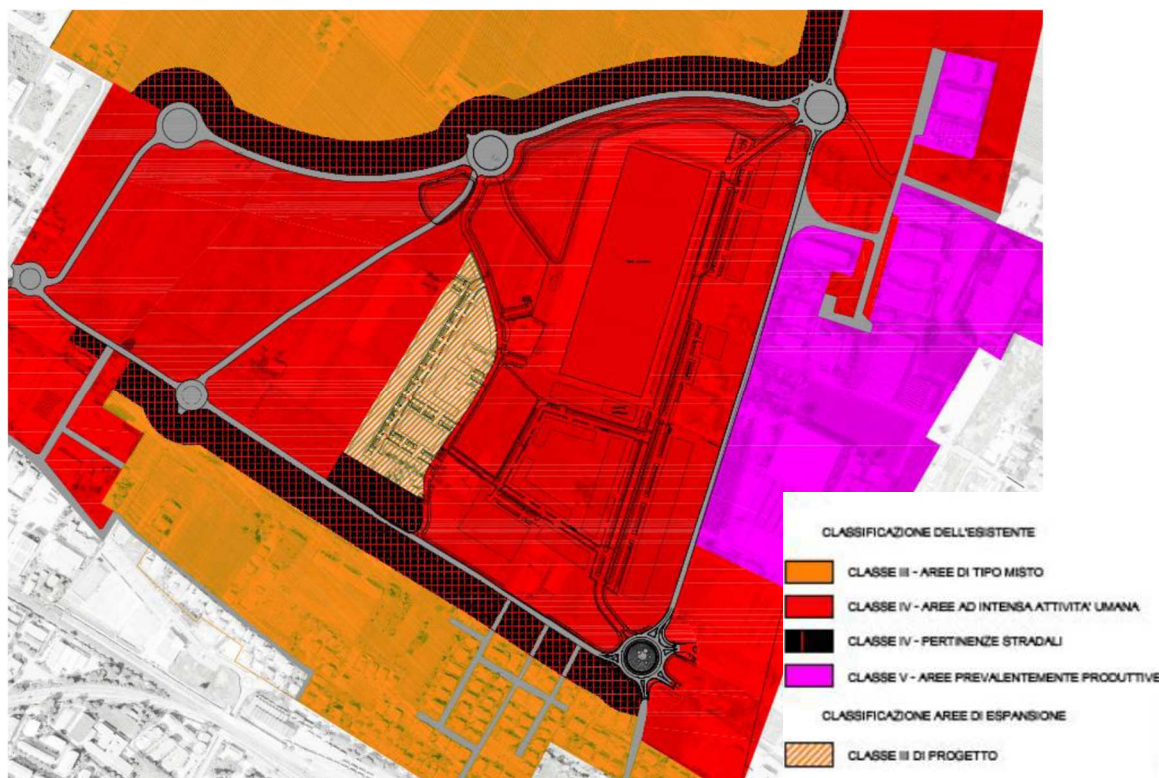 CLASSIFICAZIONE DELL'ESISTENTE
CLASSE III - AREE DI TIPO MISTO
CLASSE IV - AREE AD INTENSA ATTIVITA' UMANA
CLASSE IV - PERTINENZE STRADALI
CLASSE V - AREE PREVALENTEMENTE PRODUTTIVE
CLASSIFICAZIONE AREE DI ESPANSIONE
CLASSE III DI PROGETTO